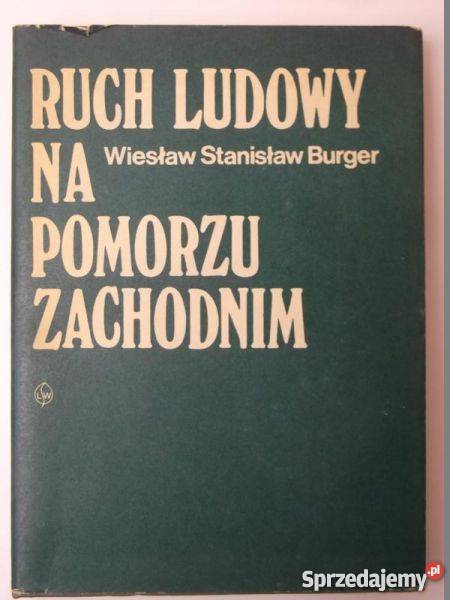 RUCH LUDOWY
NA Wiesław Stanisław Burger
POMORZU
ZACHODNIM
LSW
Sprzedajemy.pl